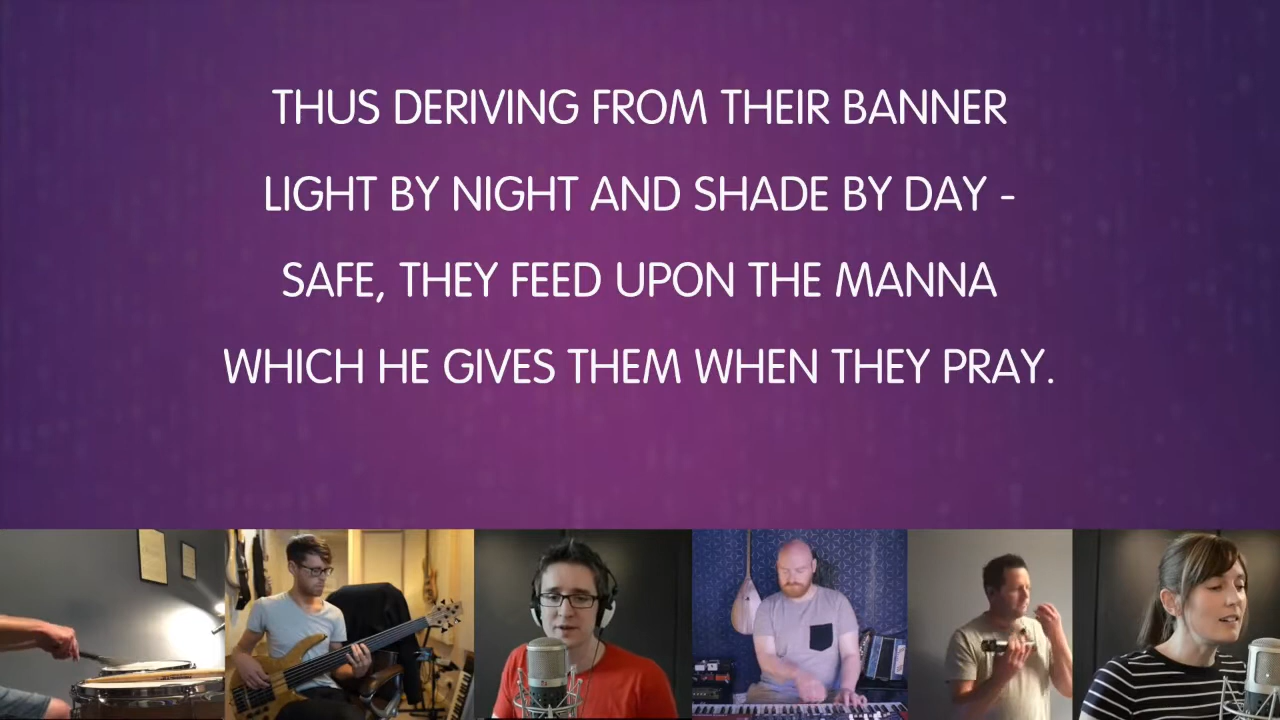 THUS DERIVING FROM THEIR BANNER
LIGHT BY NIGHT AND SHADE BY DAY -
SAFE, THEY FEED UPON THE MANNA
WHICH HE GIVES THEM WHEN THEY PRAY.